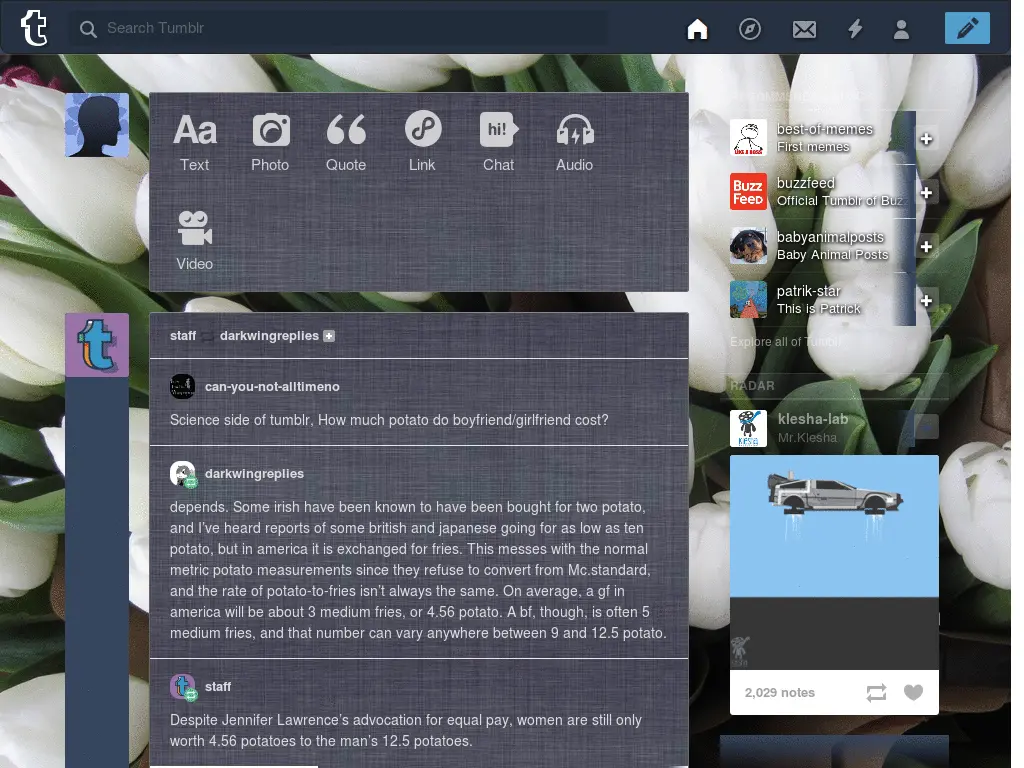 Search Tumblr
Aa
hi!
Text
Photo
Quote
Link
Chat
Audio
Video
staff darkwingreplies
can-you-not-alltimeno
Science side of tumblr, How much potato do boyfriend/girlfriend cost?
darkwingreplies
depends. Some irish have been known to have been bought for two potato,
and I've heard reports of some british and japanese going for as low as ten
potato, but in america it is exchanged for fries. This messes with the normal
metric potato measurements since they refuse to convert from Mc.standard,
and the rate of potato-to-fries isn't always the same. On average, a gf in
america will be about 3 medium fries, or 4.56 potato. A bf, though, is often 5
medium fries, and that number can vary anywhere between 9 and 12.5 potato.
staff
Despite Jennifer Lawrence's advocation for equal pay, women are still only
worth 4.56 potatoes to the man's 12.5 potatoes.
best-of-memes
First memes
LIKE A BOSS
buzzfeed
Official Tumblr of Buz
Buzz
Feed
babyanimalposts
Baby Animal Posts
patrik-star
This is Patrick
Explore all of Tumblr
RADAR
klesha-lab
Mr.Klesha
2,029 notes